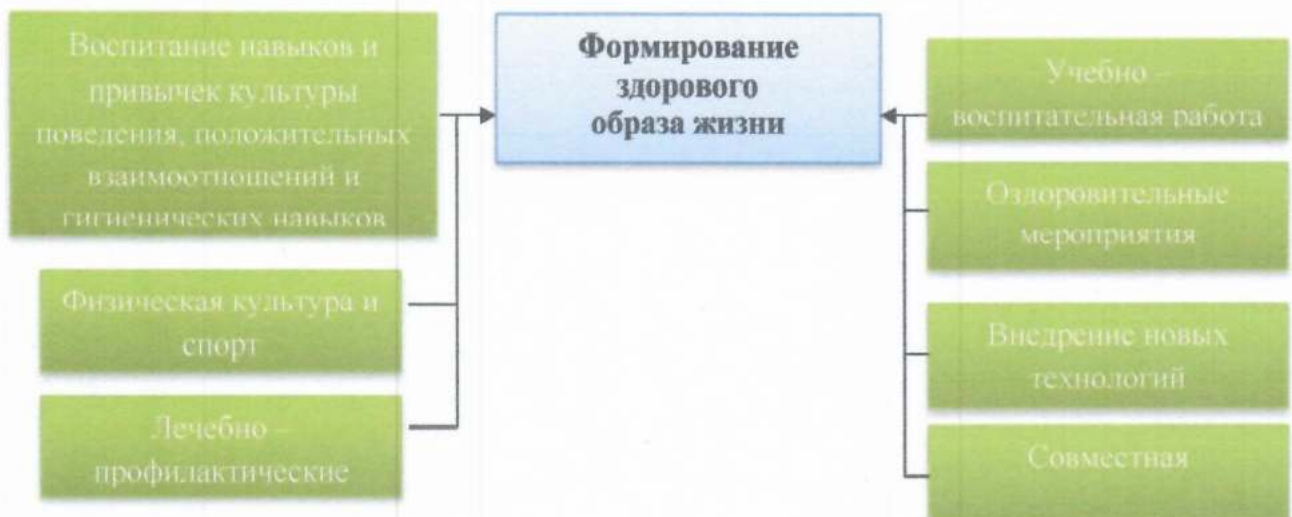 Воспитание навыков и
привычек культуры
поведения, положительных
взаимоотношений и
гигиенических навыков
Физическая культура и
спорт
Лечебно –
профилактические
Формирование
здорового
образа жизни
Учебно –
воспитательная работа
Оздоровительные
мероприятия
Внедрение новых
технологий
Совместная